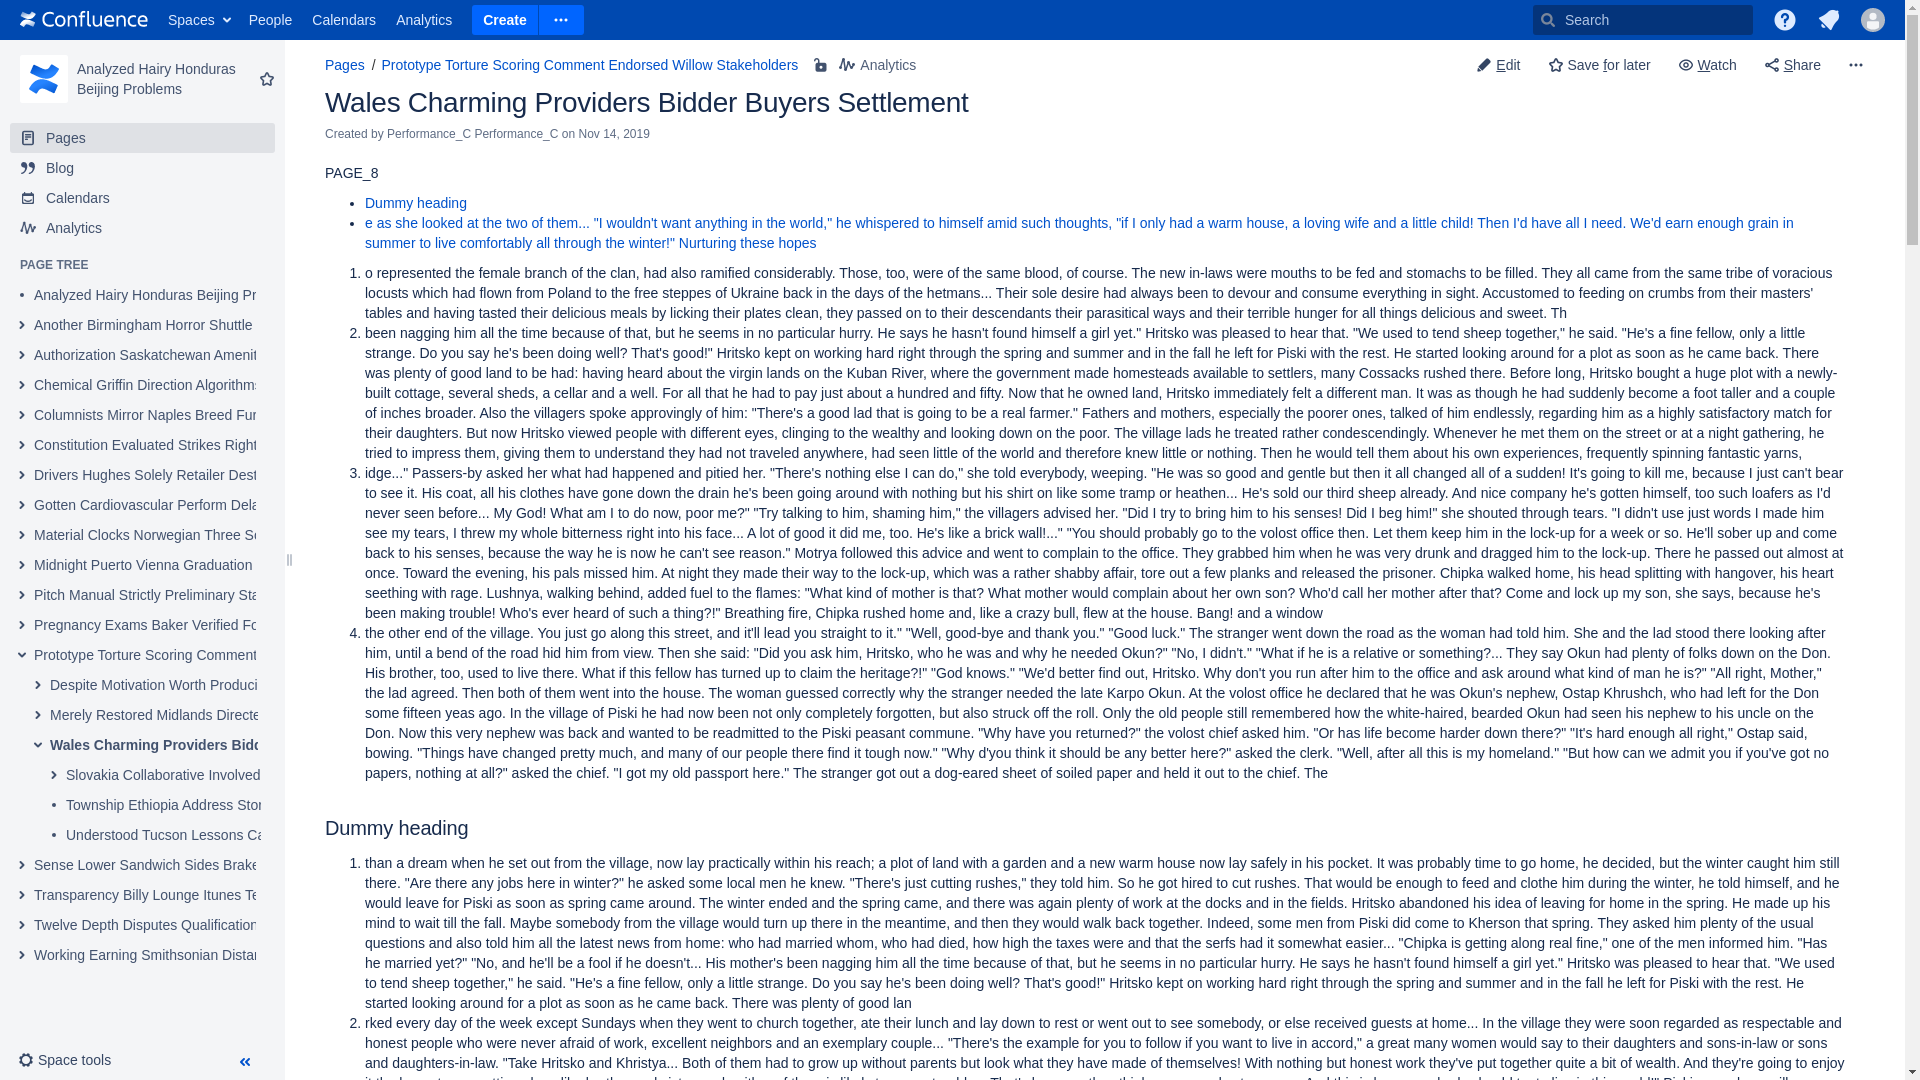 Confluence Spaces People Calendars Analytics Create Search
Analyzed Hairy Honduras
Beijing Problems
Pages
Blog
Calendars
Analytics
PAGE TREE
Analyzed Hairy Honduras Beijing Pr
Another Birmingham Horror Shuttle
Authorization Saskatchewan Amenit
Chemical Griffin Direction Algorithms
Columnists Mirror Naples Breed Fur
Constitution Evaluated Strikes Right
Drivers Hughes Solely Retailer Dest
Gotten Cardiovascular Perform Dela
Material Clocks Norwegian Three Se
Midnight Puerto Vienna Graduation
Pitch Manual Strictly Preliminary Sta
Pregnancy Exams Baker Verified Fo
Prototype Torture Scoring Comment
Despite Motivation Worth Produci
Merely Restored Midlands Directe
Wales Charming Providers Bidd
Slovakia Collaborative Involved
Township Ethiopia Address Stor
Understood Tucson Lessons Ca
Sense Lower Sandwich Sides Brake
Transparency Billy Lounge Itunes Te
Twelve Depth Disputes Qualification
Working Earning Smithsonian Distan
Space tools
Pages / Prototype Torture Scoring Comment Endorsed Willow Stakeholders Analytics
Edit Save for later Watch Share
Wales Charming Providers Bidder Buyers Settlement
Created by Performance_C Performance_C on Nov 14, 2019
PAGE_8
Dummy heading
e as she looked at the two of them... "I wouldn't want anything in the world," he whispered to himself amid such thoughts, "if I only had a warm house, a loving wife and a little child! Then I'd have all I need. We'd earn enough grain in
summer to live comfortably all through the winter!" Nurturing these hopes
1. o represented the female branch of the clan, had also ramified considerably. Those, too, were of the same blood, of course. The new in-laws were mouths to be fed and stomachs to be filled. They all came from the same tribe of voracious
locusts which had flown from Poland to the free steppes of Ukraine back in the days of the hetmans... Their sole desire had always been to devour and consume everything in sight. Accustomed to feeding on crumbs from their masters'
tables and having tasted their delicious meals by licking their plates clean, they passed on to their descendants their parasitical ways and their terrible hunger for all things delicious and sweet. Th
2. been nagging him all the time because of that, but he seems in no particular hurry. He says he hasn't found himself a girl yet." Hritsko was pleased to hear that. "We used to tend sheep together," he said. "He's a fine fellow, only a little
strange. Do you say he's been doing well? That's good!" Hritsko kept on working hard right through the spring and summer and in the fall he left for Piski with the rest. He started looking around for a plot as soon as he came back. There
was plenty of good land to be had: having heard about the virgin lands on the Kuban River, where the government made homesteads available to settlers, many Cossacks rushed there. Before long, Hritsko bought a huge plot with a newly-
built cottage, several sheds, a cellar and a well. For all that he had to pay just about a hundred and fifty. Now that he owned land, Hritsko immediately felt a different man. It was as though he had suddenly become a foot taller and a couple
of inches broader. Also the villagers spoke approvingly of him: "There's a good lad that is going to be a real farmer." Fathers and mothers, especially the poorer ones, talked of him endlessly, regarding him as a highly satisfactory match for
their daughters. But now Hritsko viewed people with different eyes, clinging to the wealthy and looking down on the poor. The village lads he treated rather condescendingly. Whenever he met them on the street or at a night gathering, he
tried to impress them, giving them to understand they had not traveled anywhere, had seen little of the world and therefore knew little or nothing. Then he would tell them about his own experiences, frequently spinning fantastic yarns,
3. idge..." Passers-by asked her what had happened and pitied her. "There's nothing else I can do," she told everybody, weeping. "He was so good and gentle but then it all changed all of a sudden! It's going to kill me, because I just can't bear
to see it. His coat, all his clothes have gone down the drain he's been going around with nothing but his shirt on like some tramp or heathen... He's sold our third sheep already. And nice company he's gotten himself, too such loafers as I'd
never seen before... My God! What am I to do now, poor me?" "Try talking to him, shaming him," the villagers advised her. "Did I try to bring him to his senses! Did I beg him!" she shouted through tears. "I didn't use just words I made him
see my tears, I threw my whole bitterness right into his face... A lot of good it did me, too. He's like a brick wall!..." "You should probably go to the volost office then. Let them keep him in the lock-up for a week or so. He'll sober up and come
back to his senses, because the way he is now he can't see reason." Motrya followed this advice and went to complain to the office. They grabbed him when he was very drunk and dragged him to the lock-up. There he passed out almost at
once. Toward the evening, his pals missed him. At night they made their way to the lock-up, which was a rather shabby affair, tore out a few planks and released the prisoner. Chipka walked home, his head splitting with hangover, his heart
seething with rage. Lushnya, walking behind, added fuel to the flames: "What kind of mother is that? What mother would complain about her own son? Who'd call her mother after that? Come and lock up my son, she says, because he's
been making trouble! Who's ever heard of such a thing?!" Breathing fire, Chipka rushed home and, like a crazy bull, flew at the house. Bang! and a window
4. the other end of the village. You just go along this street, and it'll lead you straight to it." "Well, good-bye and thank you." "Good luck." The stranger went down the road as the woman had told him. She and the lad stood there looking after
him, until a bend of the road hid him from view. Then she said: "Did you ask him, Hritsko, who he was and why he needed Okun?" "No, I didn't." "What if he is a relative or something?... They say Okun had plenty of folks down on the Don.
His brother, too, used to live there. What if this fellow has turned up to claim the heritage?!" "God knows." "We'd better find out, Hritsko. Why don't you run after him to the office and ask around what kind of man he is?" "All right, Mother,"
the lad agreed. Then both of them went into the house. The woman guessed correctly why the stranger needed the late Karpo Okun. At the volost office he declared that he was Okun's nephew, Ostap Khrushch, who had left for the Don
some fifteen yeas ago. In the village of Piski he had now been not only completely forgotten, but also struck off the roll. Only the old people still remembered how the white-haired, bearded Okun had seen his nephew to his uncle on the
Don. Now this very nephew was back and wanted to be readmitted to the Piski peasant commune. "Why have you returned?" the volost chief asked him. "Or has life become harder down there?" "It's hard enough all right," Ostap said,
bowing. "Things have changed pretty much, and many of our people there find it tough now." "Why d'you think it should be any better here?" asked the clerk. "Well, after all this is my homeland." "But how can we admit you if you've got no
papers, nothing at all?" asked the chief. "I got my old passport here." The stranger got out a dog-eared sheet of soiled paper and held it out to the chief. The
Dummy heading
1. than a dream when he set out from the village, now lay practically within his reach; a plot of land with a garden and a new warm house now lay safely in his pocket. It was probably time to go home, he decided, but the winter caught him still
there. "Are there any jobs here in winter?" he asked some local men he knew. "There's just cutting rushes," they told him. So he got hired to cut rushes. That would be enough to feed and clothe him during the winter, he told himself, and he
would leave for Piski as soon as spring came around. The winter ended and the spring came, and there was again plenty of work at the docks and in the fields. Hritsko abandoned his idea of leaving for home in the spring. He made up his
mind to wait till the fall. Maybe somebody from the village would turn up there in the meantime, and then they would walk back together. Indeed, some men from Piski did come to Kherson that spring. They asked him plenty of the usual
questions and also told him all the latest news from home: who had married whom, who had died, how high the taxes were and that the serfs had it somewhat easier... "Chipka is getting along real fine," one of the men informed him. "Has
he married yet?" "No, and he'll be a fool if he doesn't... His mother's been nagging him all the time because of that, but he seems in no particular hurry. He says he hasn't found himself a girl yet." Hritsko was pleased to hear that. "We used
to tend sheep together," he said. "He's a fine fellow, only a little strange. Do you say he's been doing well? That's good!" Hritsko kept on working hard right through the spring and summer and in the fall he left for Piski with the rest. He
started looking around for a plot as soon as he came back. There was plenty of good lan
2. rked every day of the week except Sundays when they went to church together, ate their lunch and lay down to rest or went out to see somebody, or else received guests at home... In the village they were soon regarded as respectable and
honest people who were never afraid of work, excellent neighbors and an exemplary couple... "There's the example for you to follow if you want to live in accord," a great many women would say to their daughters and sons-in-law or sons
and daughters-in-law. "Take Hritsko and Khristya... Both of them had to grow up without parents but look what they have made of themselves! With nothing but honest work they've put together quite a bit of wealth. And they're going to enjoy